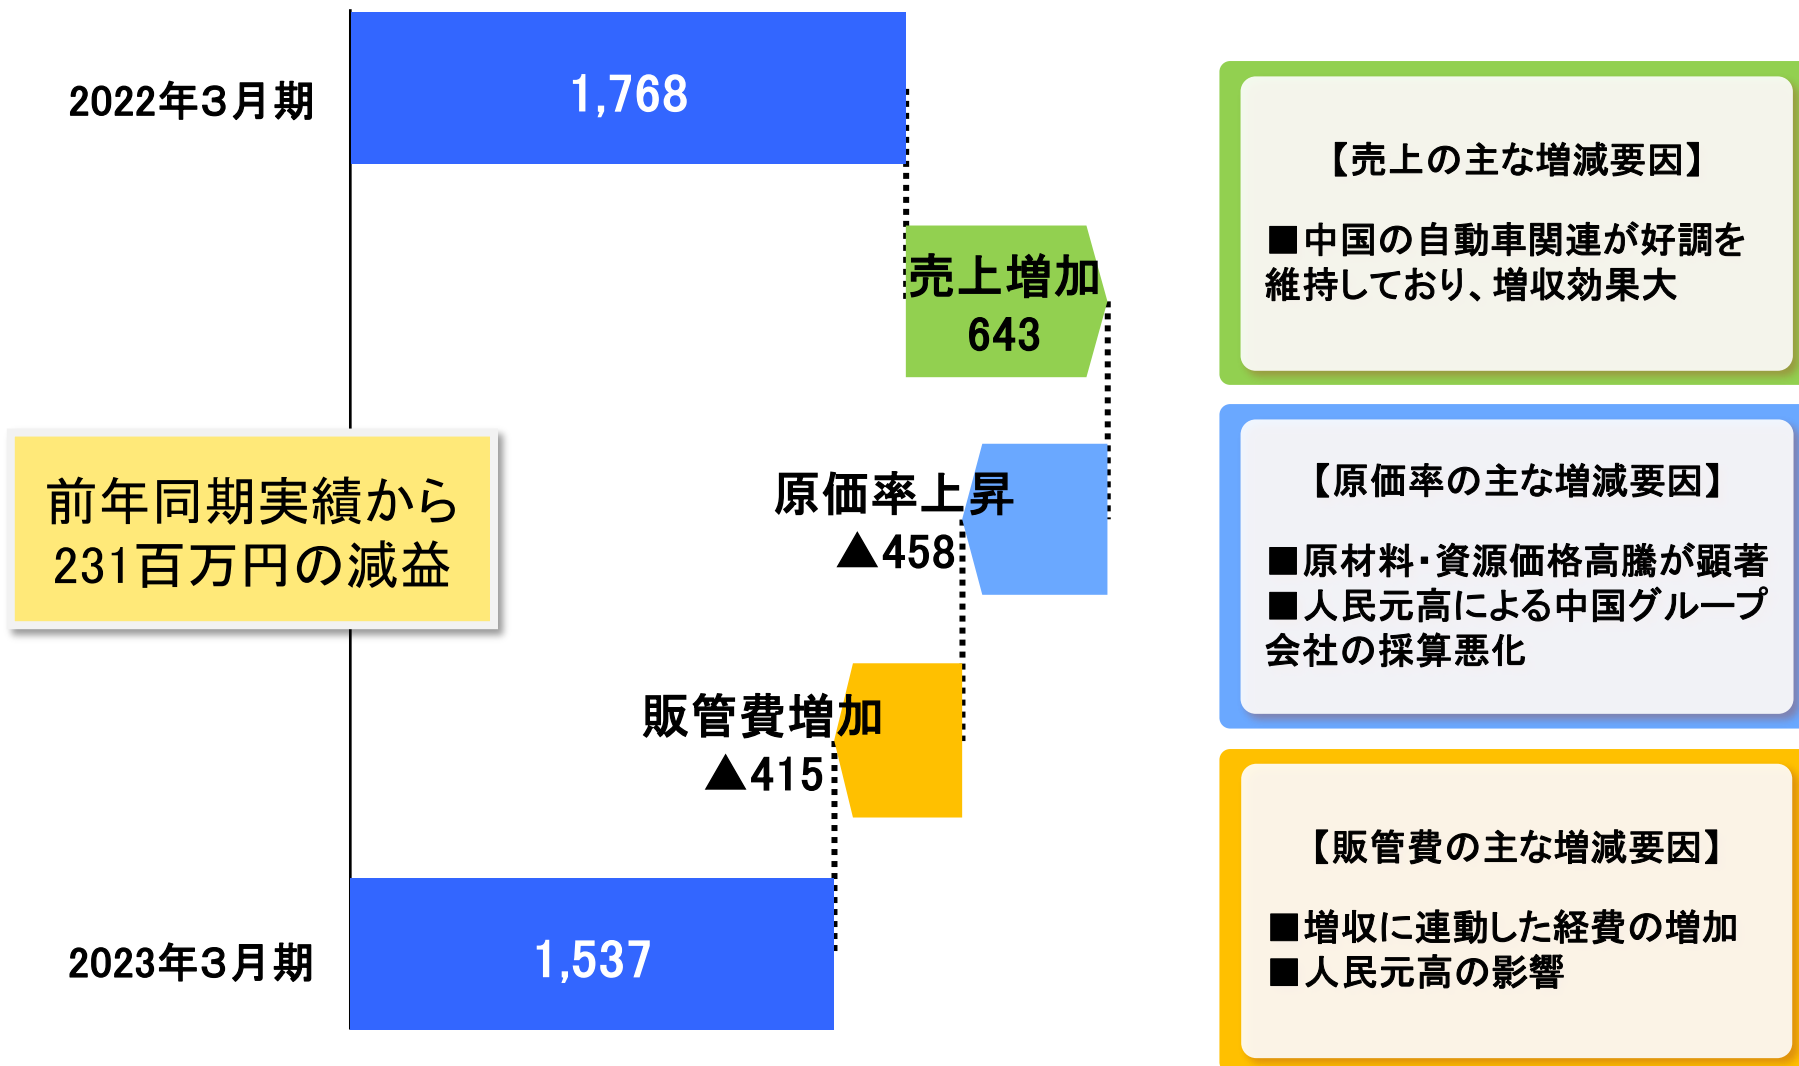 2022年３月期
1,768
売上増加
643
前年同期実績から
231百万円の減益
原価率上昇
▲458
販管費増加
▲415
2023年３月期
1,537
【売上の主な増減要因】
■中国の自動車関連が好調を
維持しており、増収効果大
【原価率の主な増減要因】
■原材料・資源価格高騰が顕著
■人民元高による中国グループ
会社の採算悪化
【販管費の主な増減要因】
■増収に連動した経費の増加
■人民元高の影響